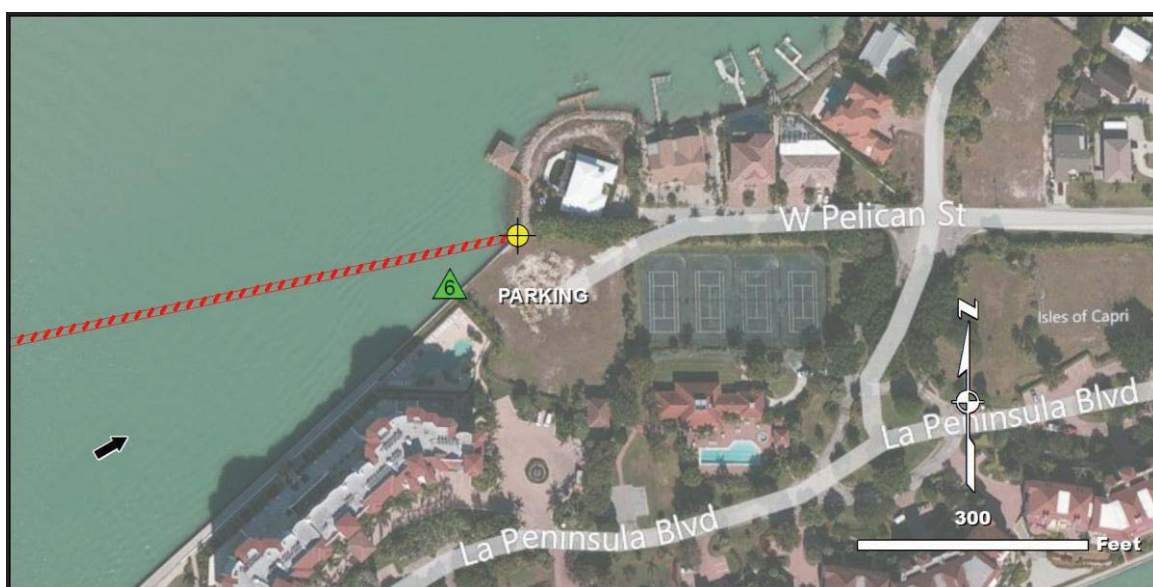 W Pelican St
6
PARKING
Isles of Capri
N
La Peninsula Blvd
La Peninsula Blvd
300
Feet